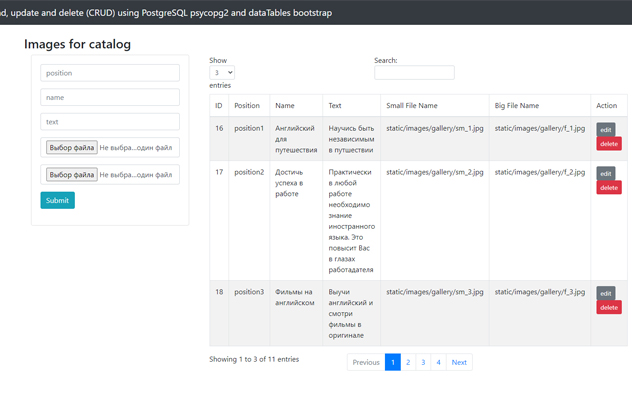 d, update and delete (CRUD) using PostgreSQL psycopg2 and dataTables bootstrap
Images for catalog
position
name
text
Выбор файла Не выбра...один файл
Выбор файла Не выбра...один файл
Submit
Show
3
entries
Search:
ID Position Name Text Small File Name Big File Name Action
16 position1 Английский для путешествия Научись быть независимым в путшествии static/images/gallery/sm_1.jpg static/images/gallery/f_1.jpg edit delete
17 position2 Достичь успеха в работе Практически в любой работе необходимо знание иностранного языка. Это повысит Вас в глазах работадателя static/images/gallery/sm_2.jpg static/images/gallery/f_2.jpg edit delete
18 position3 Фильмы на английском Выучи английский и смотри фильмы в оригинале static/images/gallery/sm_3.jpg static/images/gallery/f_3.jpg edit delete
Showing 1 to 3 of 11 entries
Previous 1 2 3 4 Next